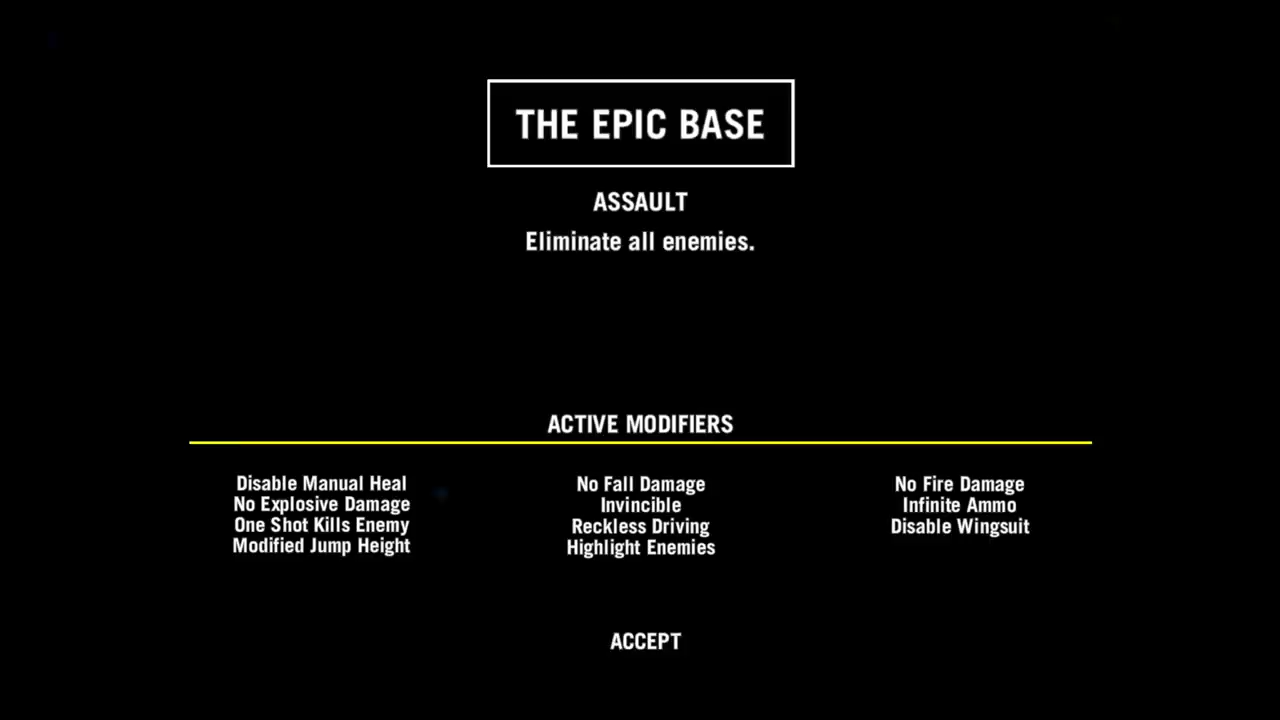 THE EPIC BASE
ASSAULT
Eliminate all enemies.
ACTIVE MODIFIERS
Disable Manual Heal
No Explosive Damage
One Shot Kills Enemy
Modified Jump Height
No Fall Damage
Invincible
Reckless Driving
Highlight Enemies
No Fire Damage
Infinite Ammo
Disable Wingsuit
ACCEPT